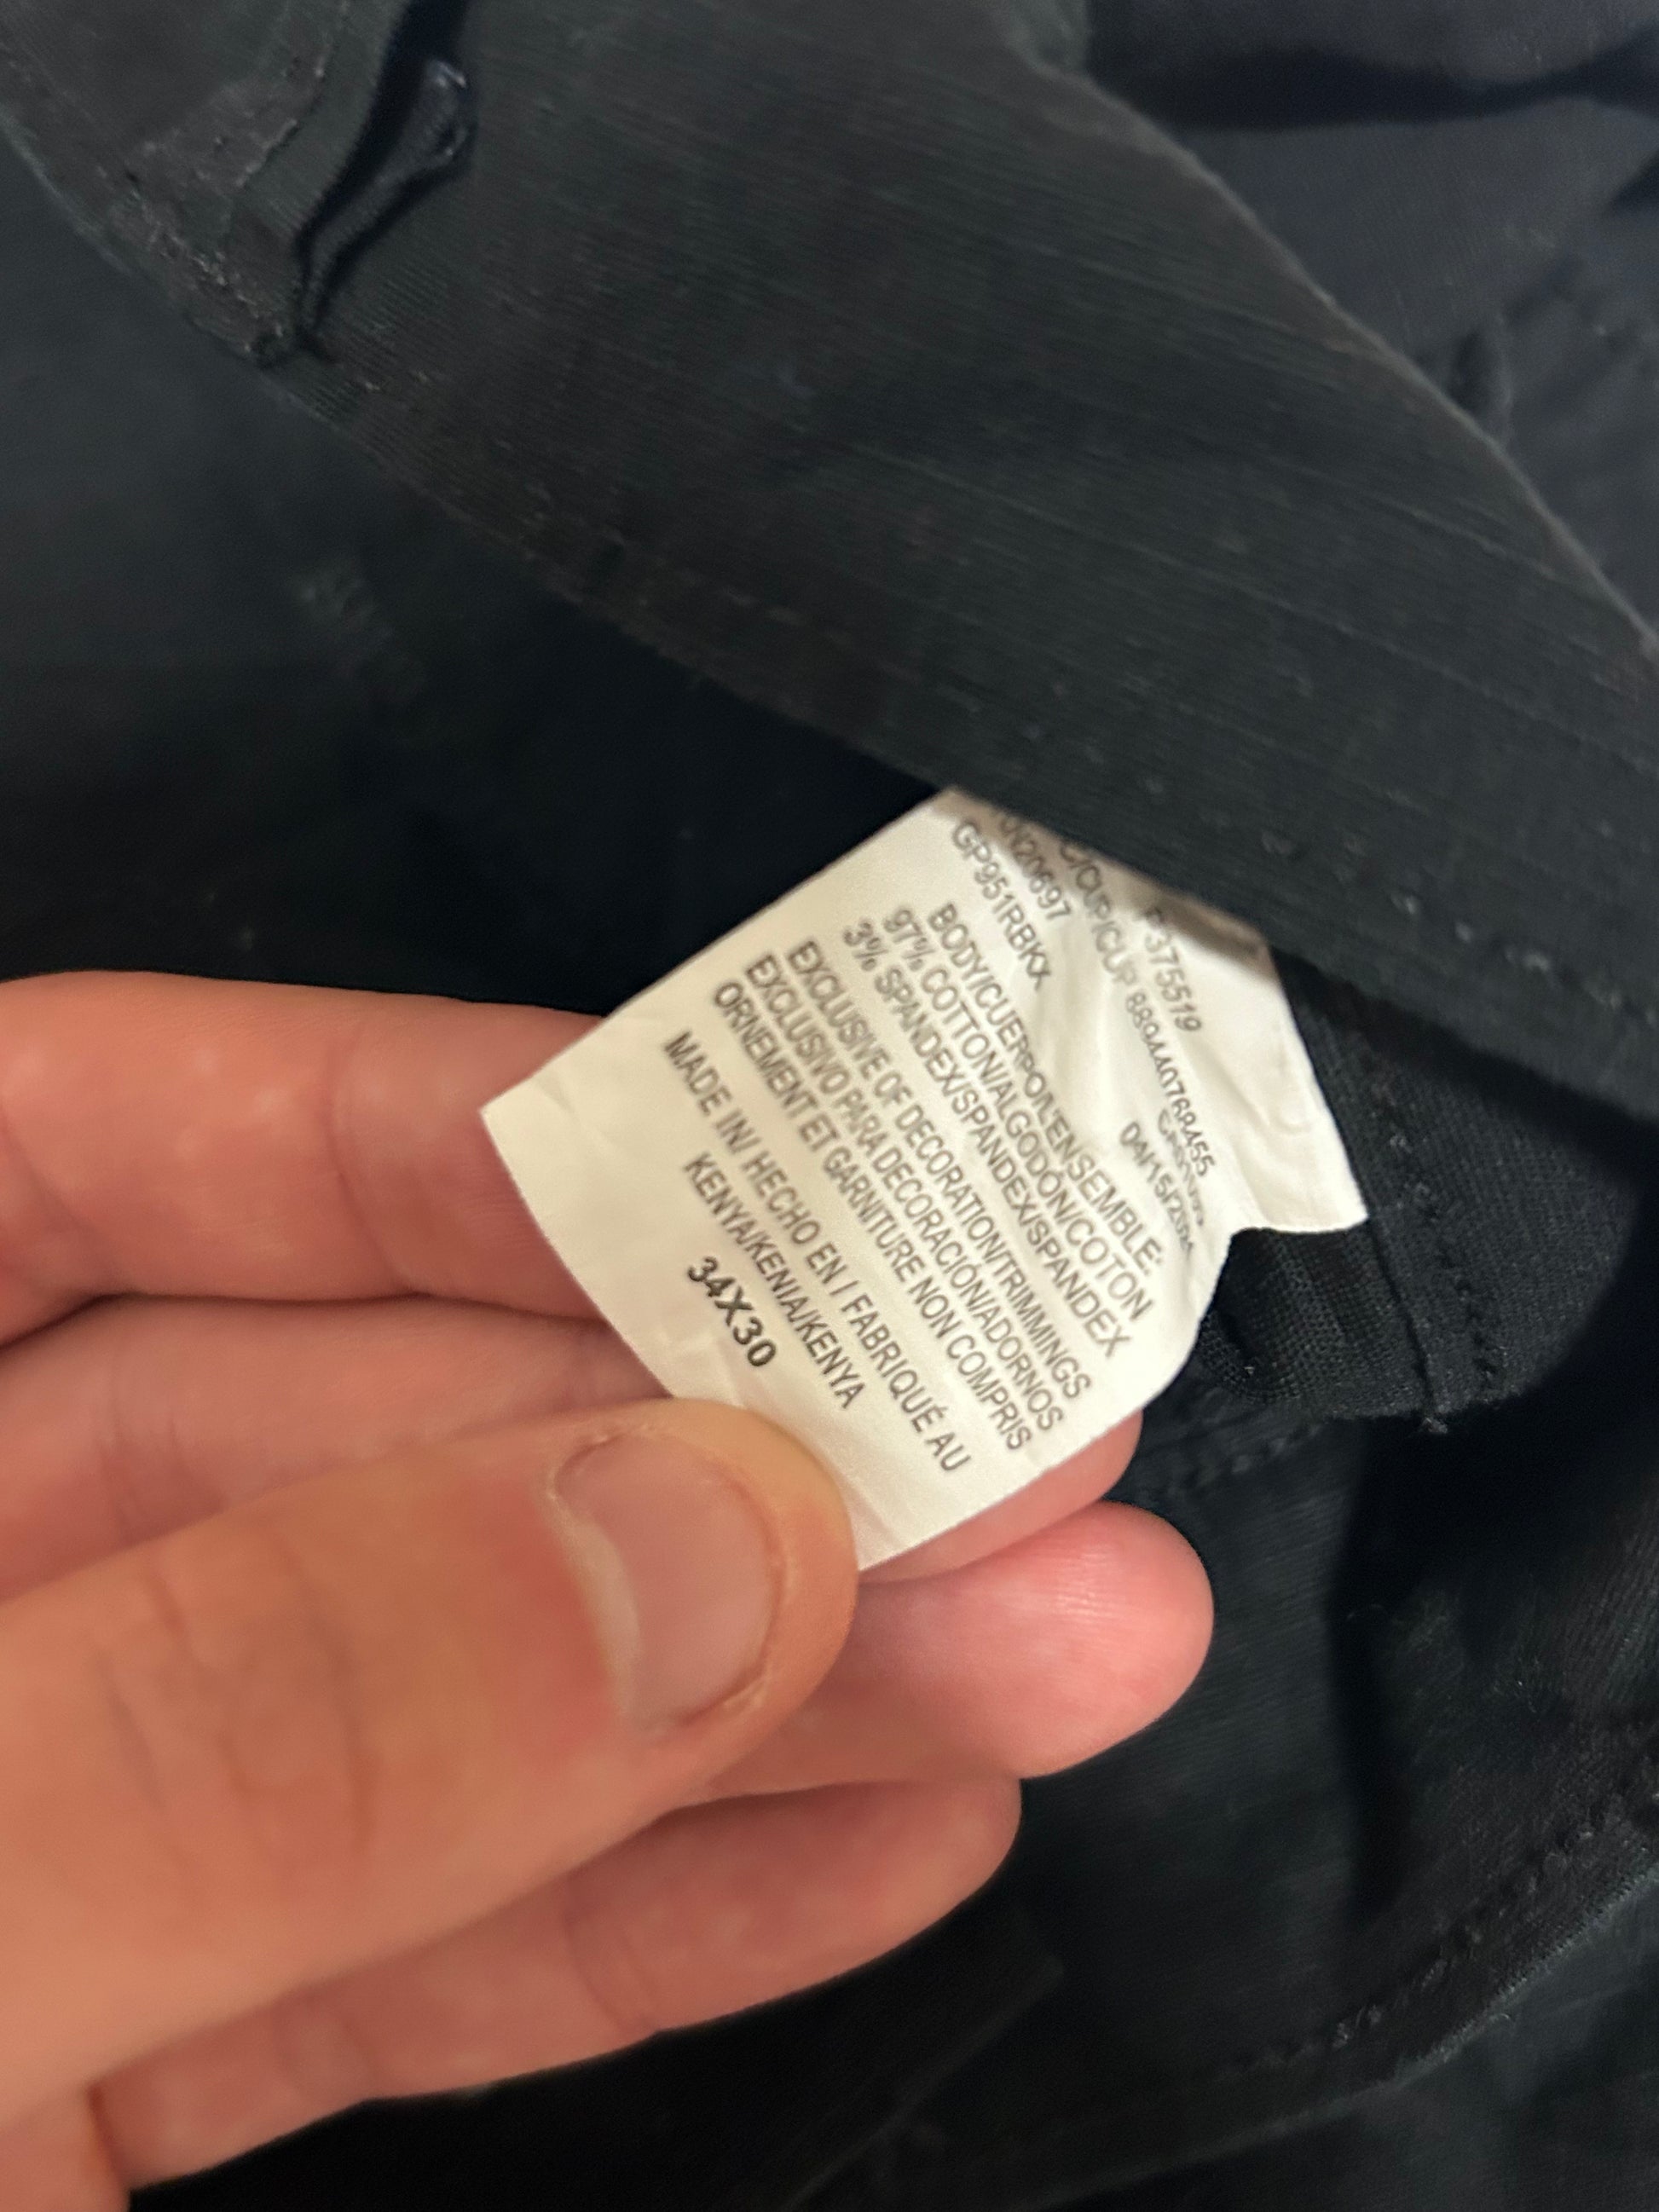 GP951RBKX
BODY/CUERPO/L'ENSEMBLE:
97% COTTON/ALGODÓN/COTON
3% SPANDEX/SPANDEX/SPANDEX
EXCLUSIVE OF DECORATION/TRIMMINGS
EXCLUSIVO PARA DECORACIÓN/ADORNOS
ORNEMENT ET GARNITURE NON COMPRIS
MADE IN/ HECHO EN / FABRIQUÉ AU
KENYA/KENIA/KENYA
34X30